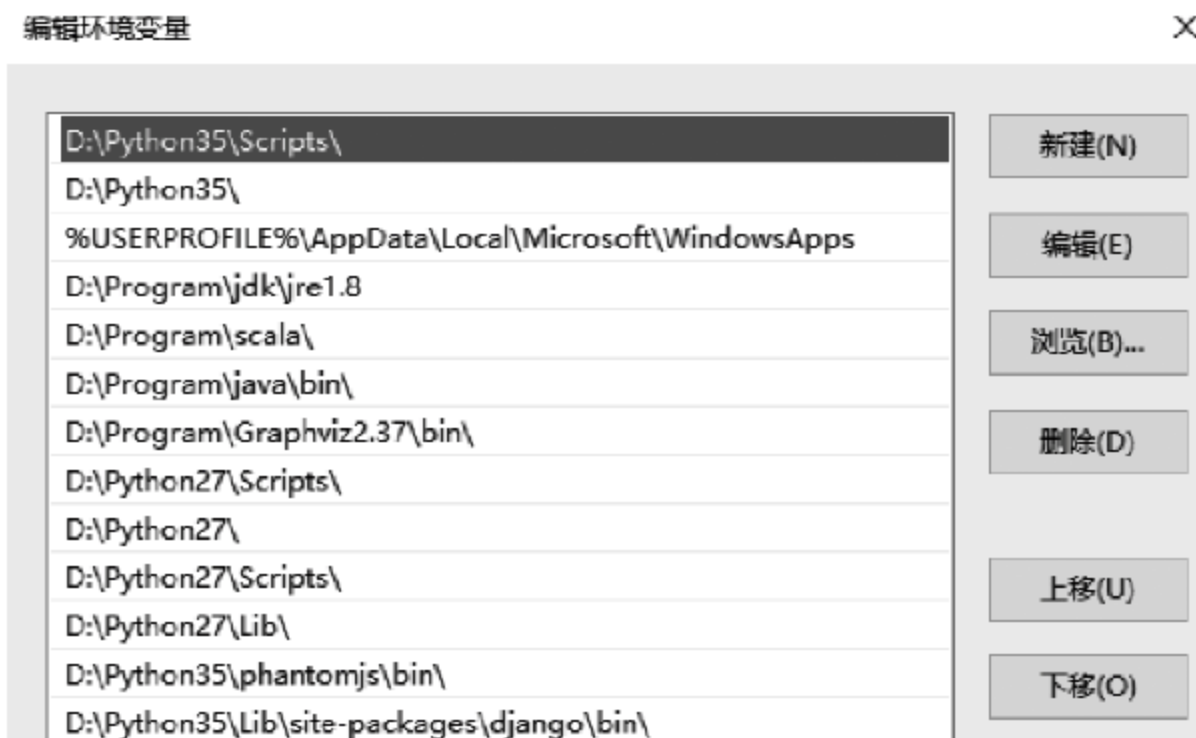 编辑环境变量
D:\Python35\Scripts\
D:\Python35\
%USERPROFILE%\AppData\Local\Microsoft\WindowsApps
D:\Program\jdk\jre1.8
D:\Program\scala\
D:\Program\java\bin\
D:\Program\Graphviz2.37\bin\
D:\Python27\Scripts\
D:\Python27\
D:\Python27\Scripts\
D:\Python27\Lib\
D:\Python35\phantomjs\bin\
D:\Python35\Lib\site-packages\django\bin\
新建(N)
编辑(E)
浏览(B)...
删除(D)
上移(U)
下移(O)